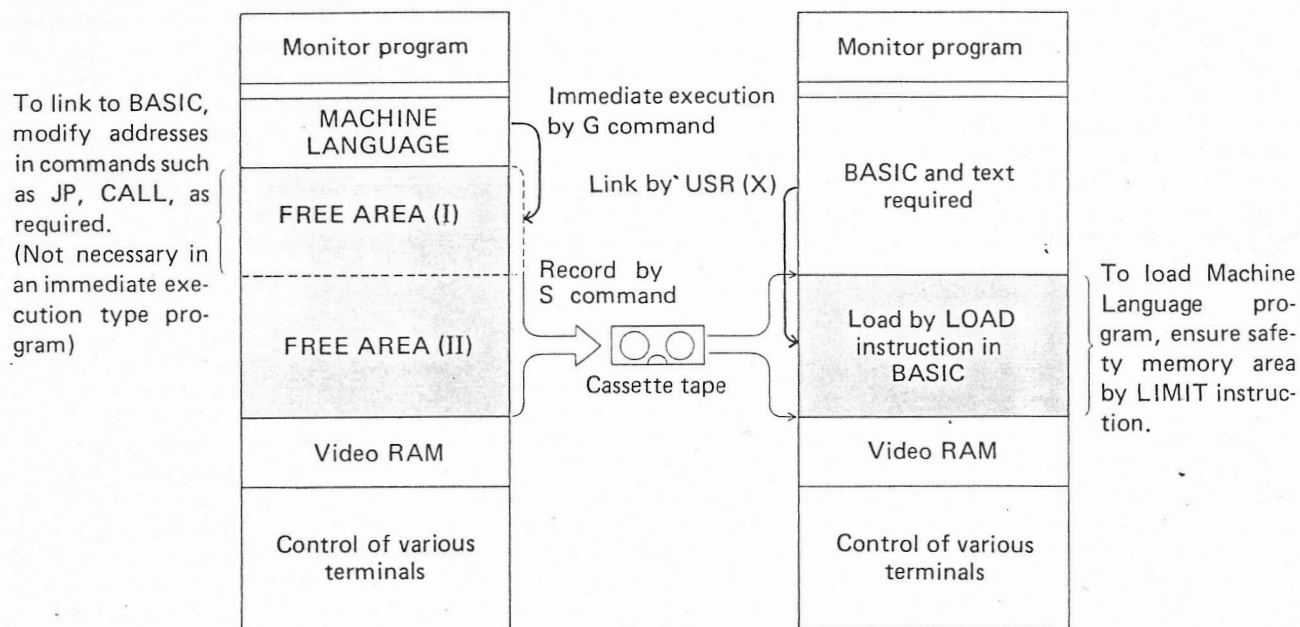 Monitor program
MACHINE
LANGUAGE
FREE AREA (I)
FREE AREA (II)
Video RAM
Control of various
terminals
To link to BASIC,
modify addresses
in commands such
as JP, CALL, as
required.
(Not necessary in
an immediate exe-
cution type pro-
gram)
Immediate execution
by G command
Link by USR (X)
Record by
S command
Cassette tape
Monitor program
BASIC and text
required
Load by LOAD
instruction in
BASIC
Video RAM
Control of various
terminals
To load Machine
Language pro-
gram, ensure safe-
ty memory area
by LIMIT instruc-
tion.